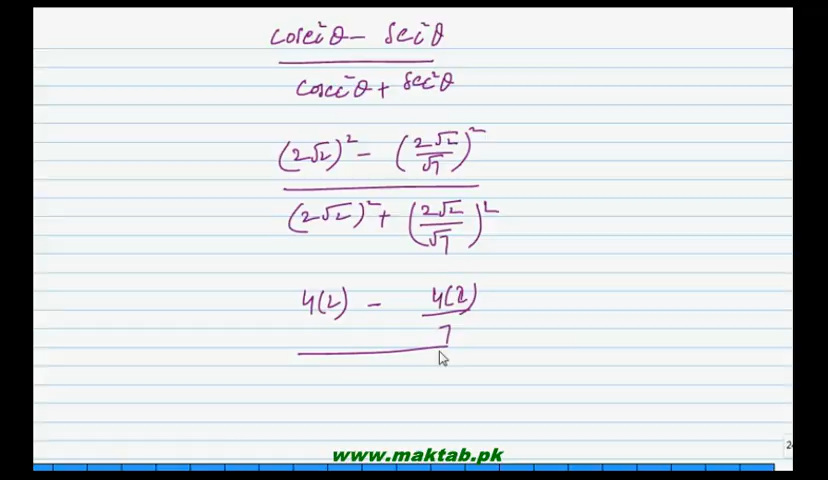 cosec²θ − sec²θ
cosec²θ + sec²θ
(2√2)² − (2√2/√7)²
(2√2)² + (2√2/√7)²
4(2) − 4(2)/7
www.maktab.pk